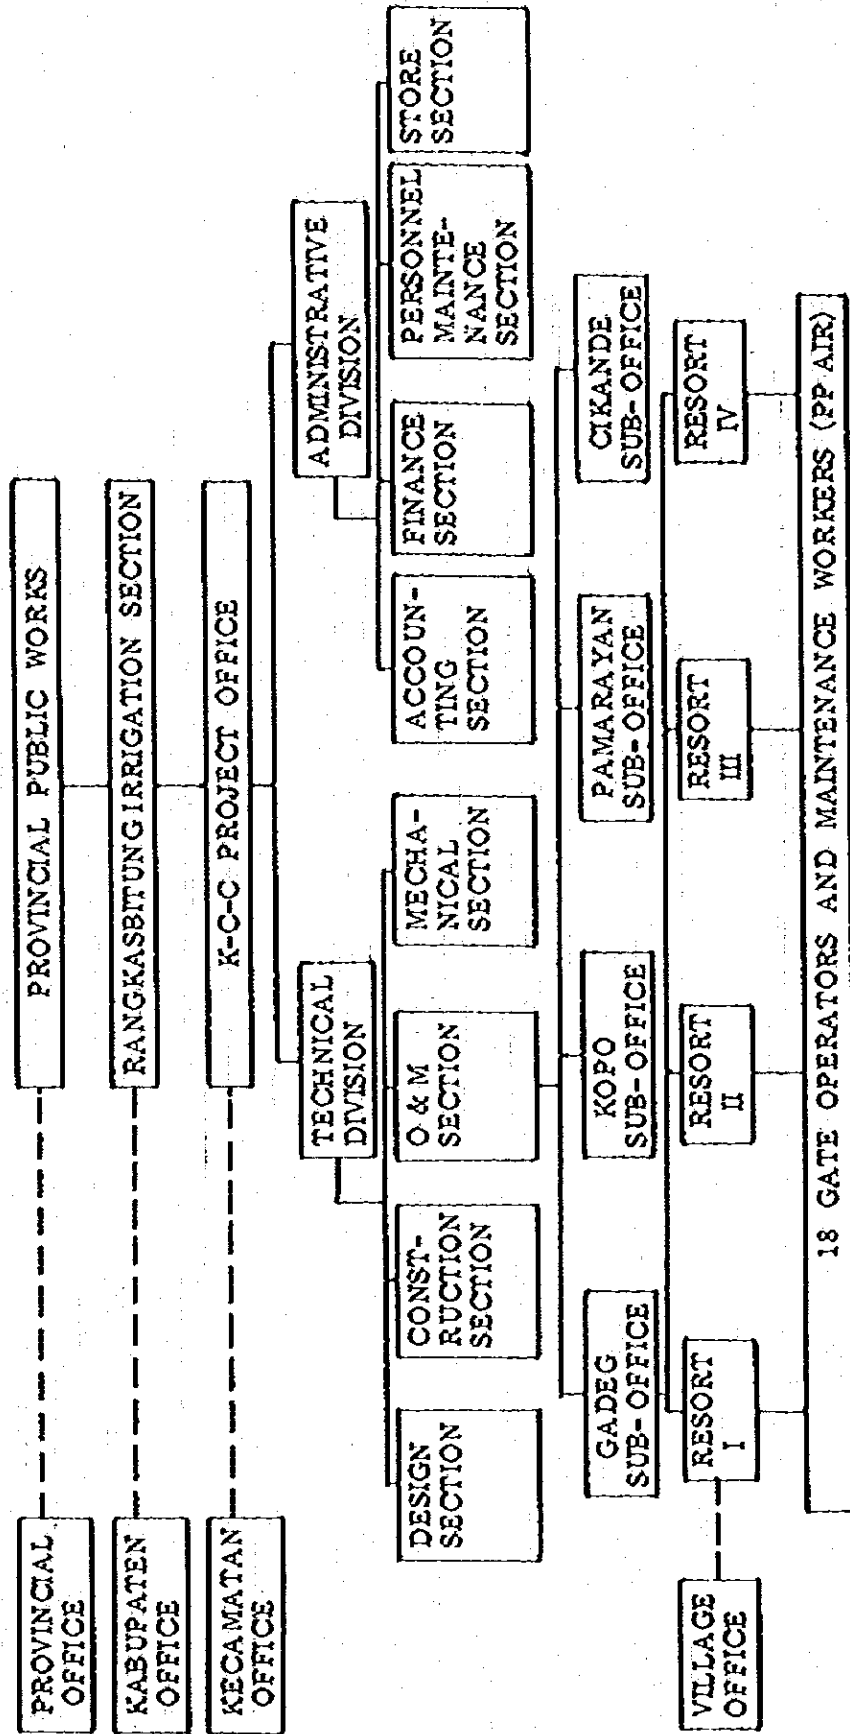 PROVINCIAL
OFFICE
PROVINCIAL PUBLIC WORKS
KABUPATEN
OFFICE
RANGKASBITUNG IRRIGATION SECTION
KECAMATAN
OFFICE
K-C-C PROJECT OFFICE
TECHNICAL
DIVISION
ADMINISTRATIVE
DIVISION
DESIGN
SECTION
CONST-
RUCTION
SECTION
O & M
SECTION
MECHA-
NICAL
SECTION
ACCOUN-
TING
SECTION
FINANCE
SECTION
PERSONNEL
MAINTE-
NANCE
SECTION
STORE
SECTION
GADEG
SUB-OFFICE
KOPO
SUB-OFFICE
PAMARAYAN
SUB-OFFICE
CIKANDE
SUB-OFFICE
VILLAGE
OFFICE
RESORT
I
RESORT
II
RESORT
III
RESORT
IV
18 GATE OPERATORS AND MAINTENANCE WORKERS (PP AIR)